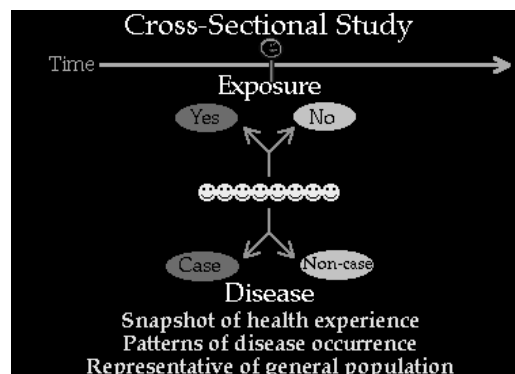 Cross-Sectional Study
Time
Exposure
Yes No
Case Non-case
Disease
Snapshot of health experience
Patterns of disease occurrence
Representative of general population